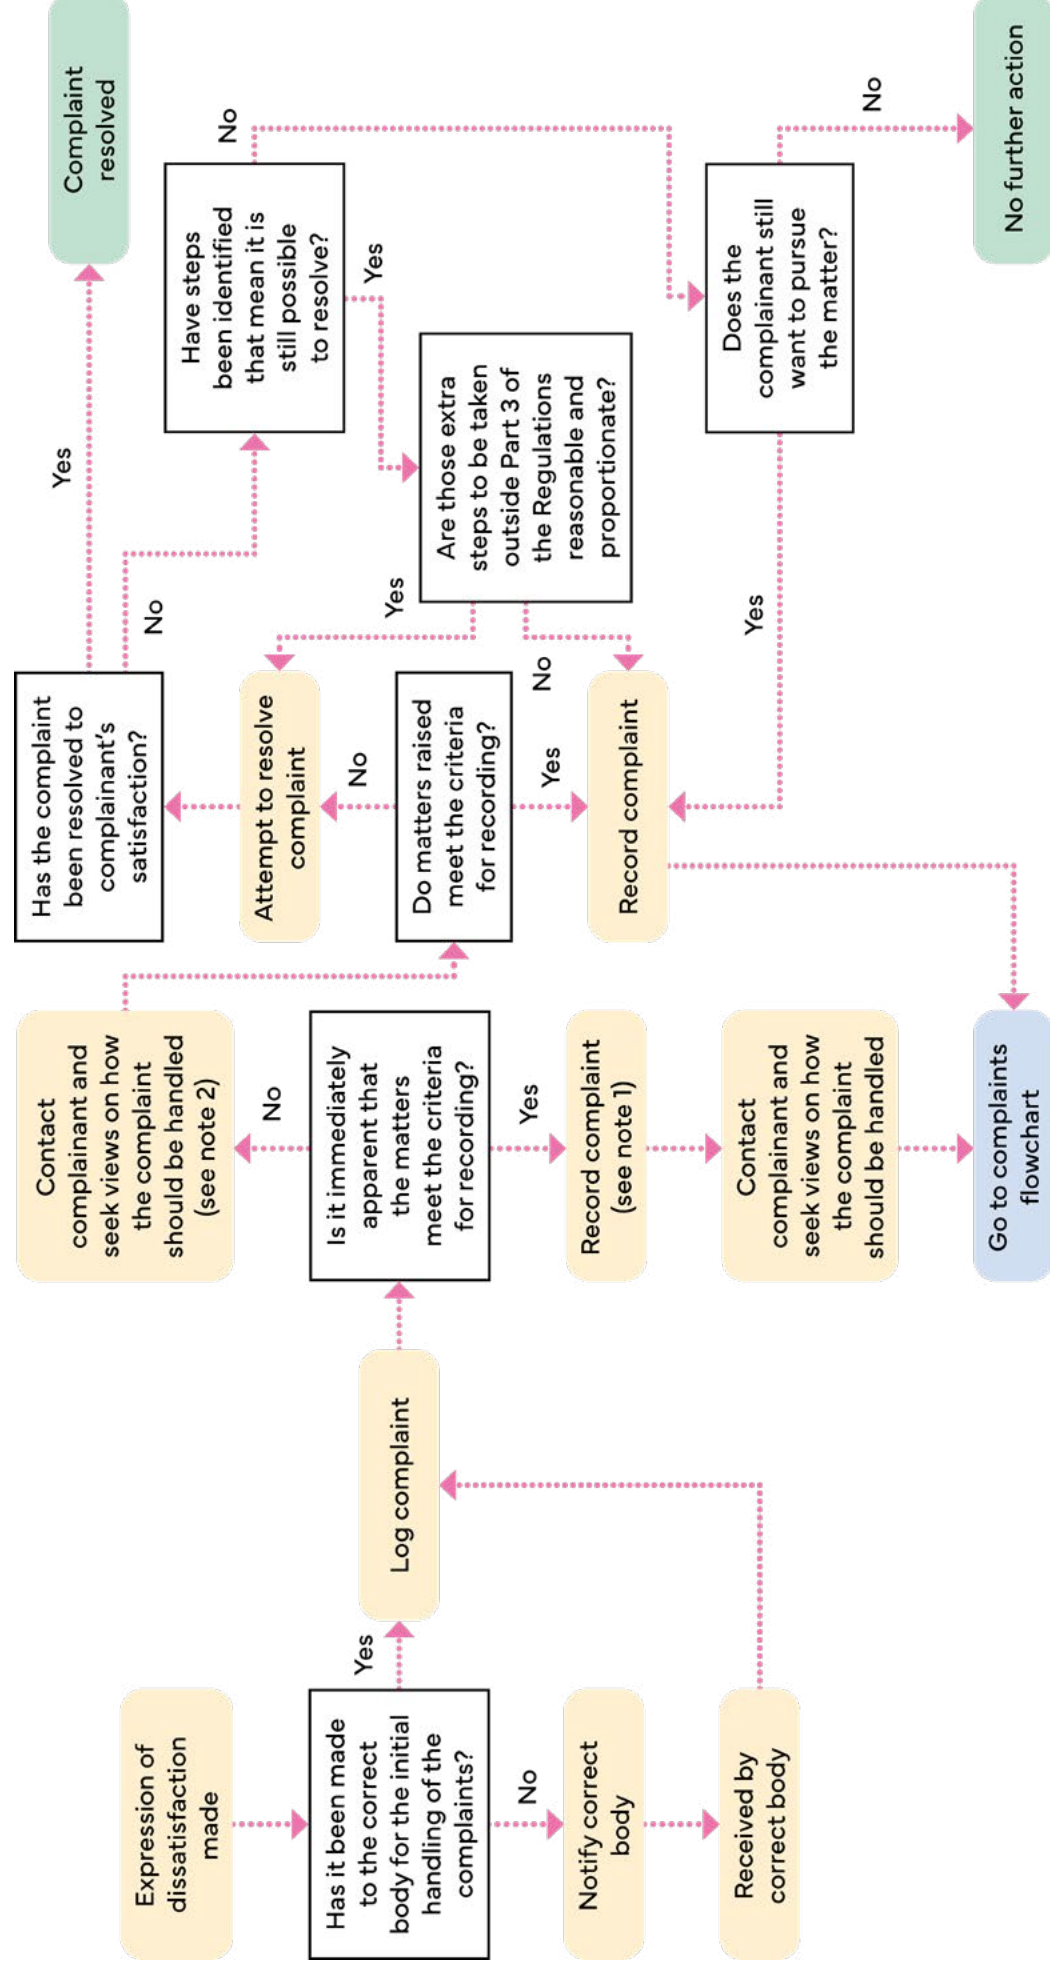 Expression of
dissatisfaction
made
Has it been made
to the correct
body for the initial
handling of the
complaints?
Yes
No
Notify correct
body
Received by
correct body
Log complaint
Contact
complainant and
seek views on how
the complaint
should be handled
(see note 2)
No
Is it immediately
apparent that
the matters
meet the criteria
for recording?
Yes
Record complaint
(see note 1)
Contact
complainant and
seek views on how
the complaint
should be handled
Go to complaints
flowchart
Has the complaint
been resolved to
complainant’s
satisfaction?
Yes
No
Attempt to resolve
complaint
No
Do matters raised
meet the criteria
for recording?
Yes
Record complaint
Complaint
resolved
Have steps
been identified
that mean it is
still possible
to resolve?
No
Yes
Are those extra
steps to be taken
outside Part 3 of
the Regulations
reasonable and
proportionate?
Yes
No
Does the
complainant still
want to pursue
the matter?
Yes
No
No further action